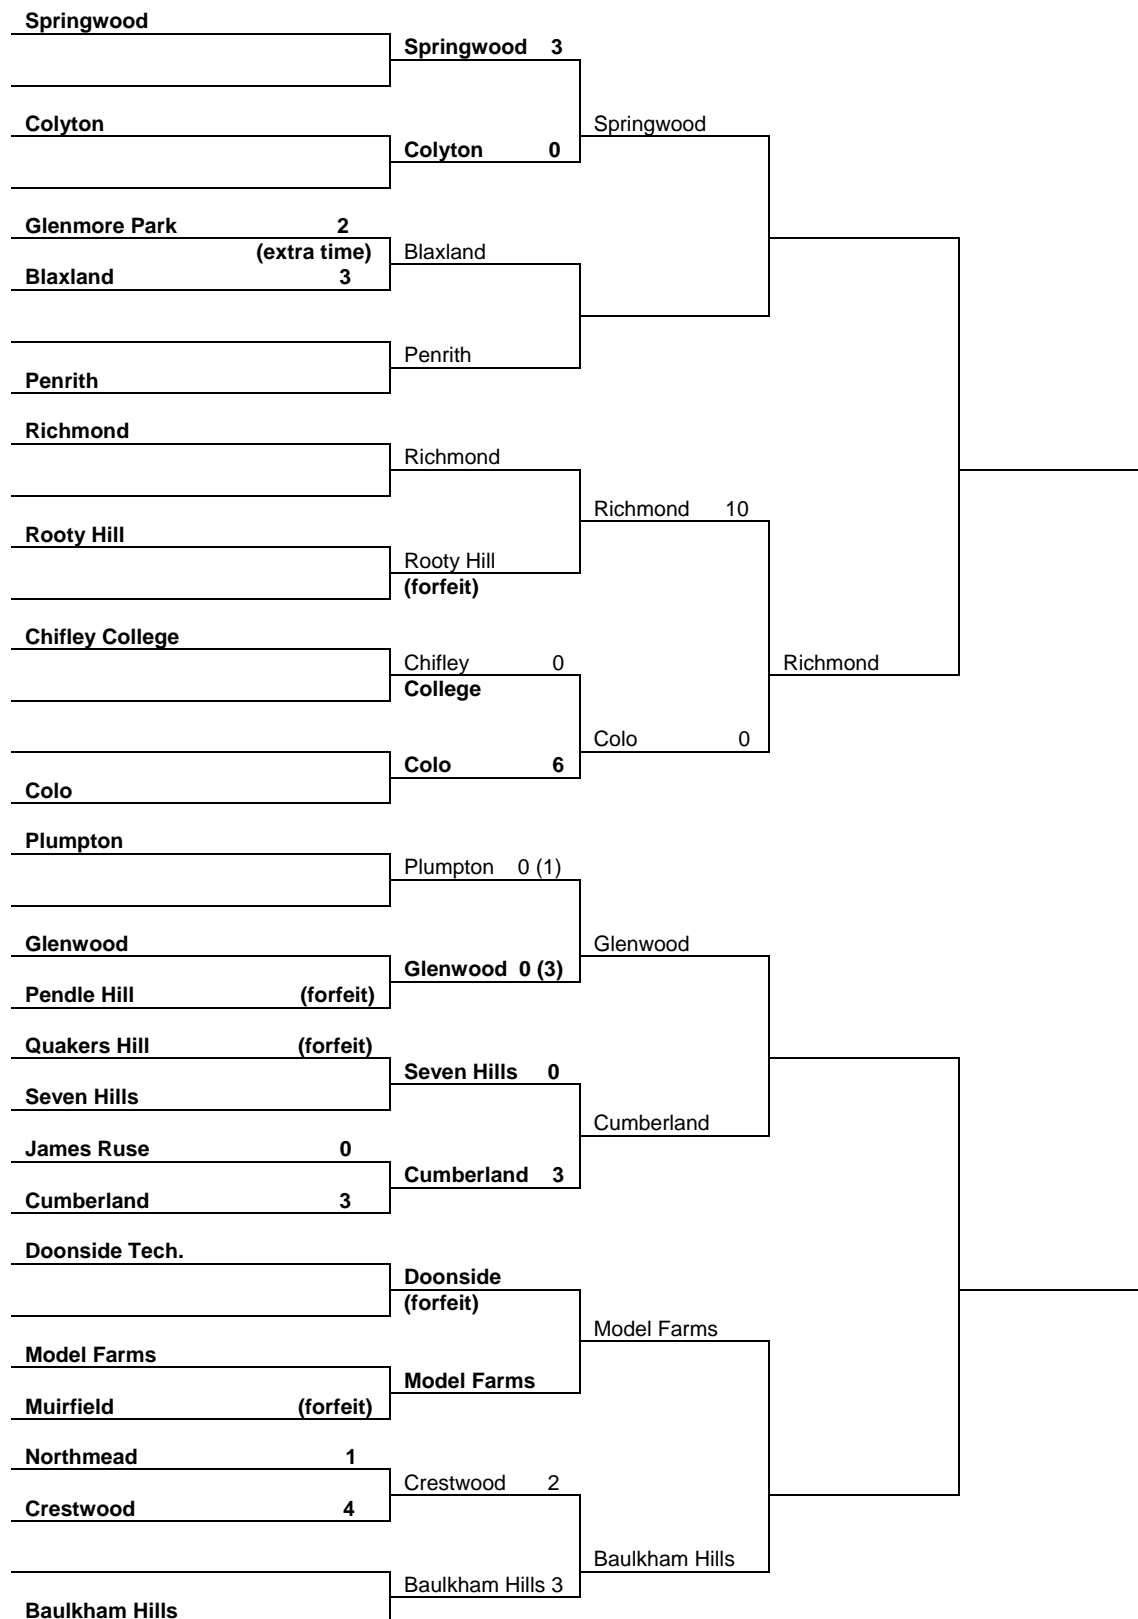 Springwood
Springwood 3
Colyton
Springwood
Colyton 0
Glenmore Park 2
(extra time)
Blaxland
Blaxland 3
Penrith
Penrith
Richmond
Richmond
Richmond 10
Rooty Hill
Rooty Hill
(forfeit)
Chifley College
Chifley 0
College
Richmond
Colo 0
Colo 6
Colo
Plumpton
Plumpton 0 (1)
Glenwood
Glenwood
Glenwood 0 (3)
Pendle Hill (forfeit)
Quakers Hill (forfeit)
Seven Hills 0
Seven Hills
Cumberland
James Ruse 0
Cumberland 3
Cumberland 3
Doonside Tech.
Doonside
(forfeit)
Model Farms
Model Farms
Model Farms
Muirfield (forfeit)
Northmead 1
Crestwood 2
Crestwood 4
Baulkham Hills
Baulkham Hills 3
Baulkham Hills